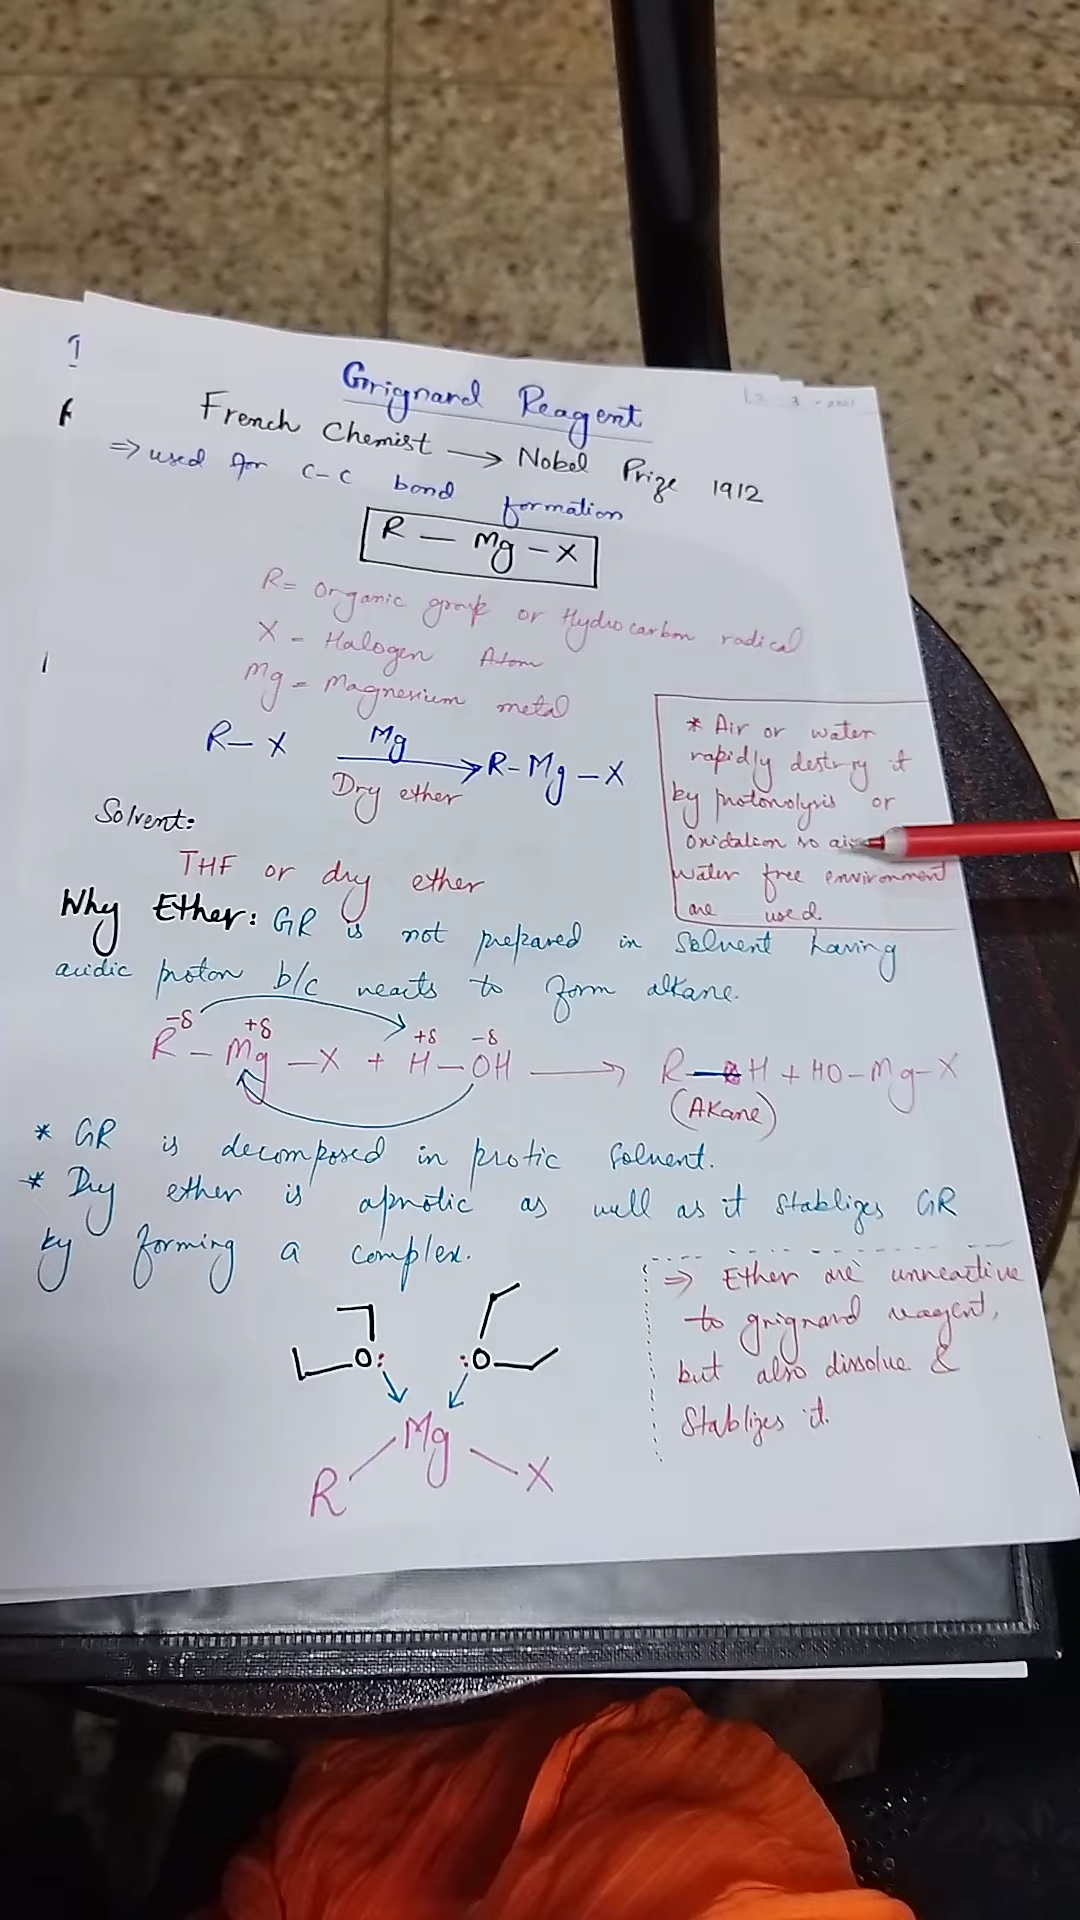 Grignard Reagent
French Chemist → Nobel Prize 1912
⇒ used for C-C bond formation
R — Mg — X
R = Organic group or Hydrocarbon radical
X = Halogen Atom
Mg = Magnesium metal
R — X Mg → R-Mg-X
Dry ether
* Air or water
rapidly destroy it
by protonolysis or
oxidation so air
water free environment
are used.
Solvent:
THF or dry ether
Why Ether: GR is not prepared in solvent having
acidic proton b/c reacts to form alkane.
-δ +δ +δ -δ
R — Mg — X + H — OH → R — H + HO — Mg — X
(AKane)
* GR is decomposed in protic solvent.
* Dry ether is aprotic as well as it stablizes GR
by forming a complex.
O: :O
Mg
R X
⇒ Ether are unreactive
to grignard reagent,
but also dissolve &
stablizes it.